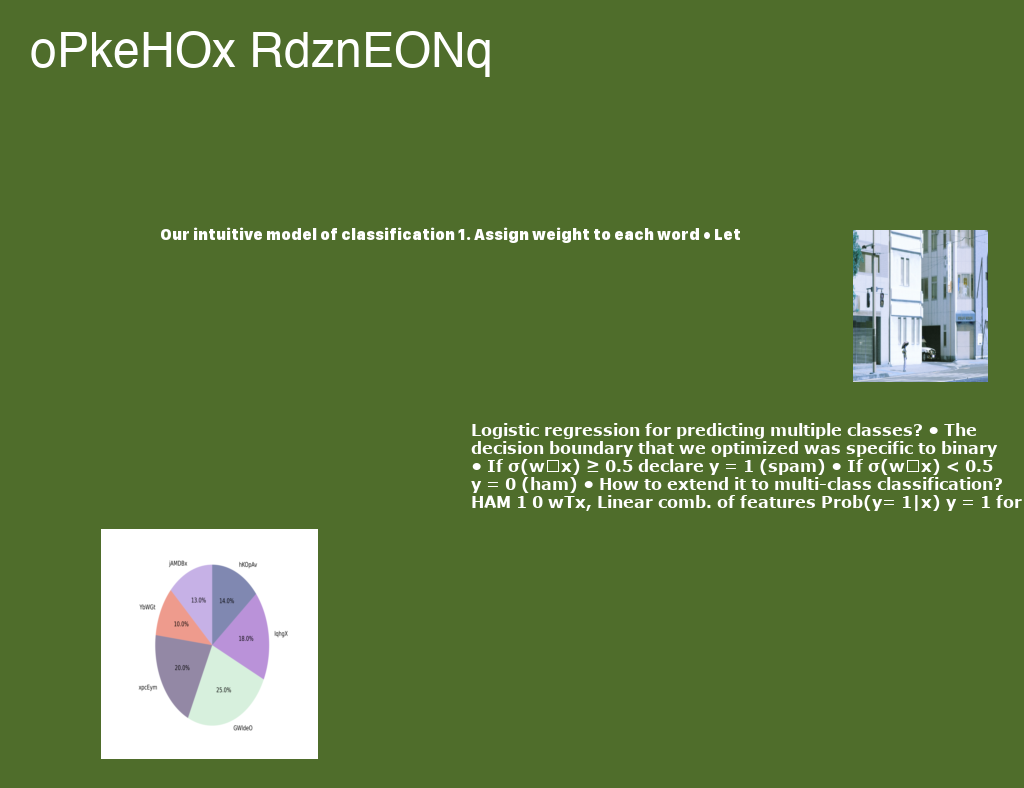 oPkeHOx RdznEONq
Our intuitive model of classification 1. Assign weight to each word • Let
Logistic regression for predicting multiple classes? • The
decision boundary that we optimized was specific to binary
• If σ(w□x) ≥ 0.5 declare y = 1 (spam) • If σ(w□x) < 0.5
y = 0 (ham) • How to extend it to multi-class classification?
HAM 1 0 wTx, Linear comb. of features Prob(y= 1|x) y = 1 for
jAMDBx
hKOpAv
13.0%
14.0%
YbWGt
10.0%
18.0%
xpcEym
20.0%
25.0%
GWideO